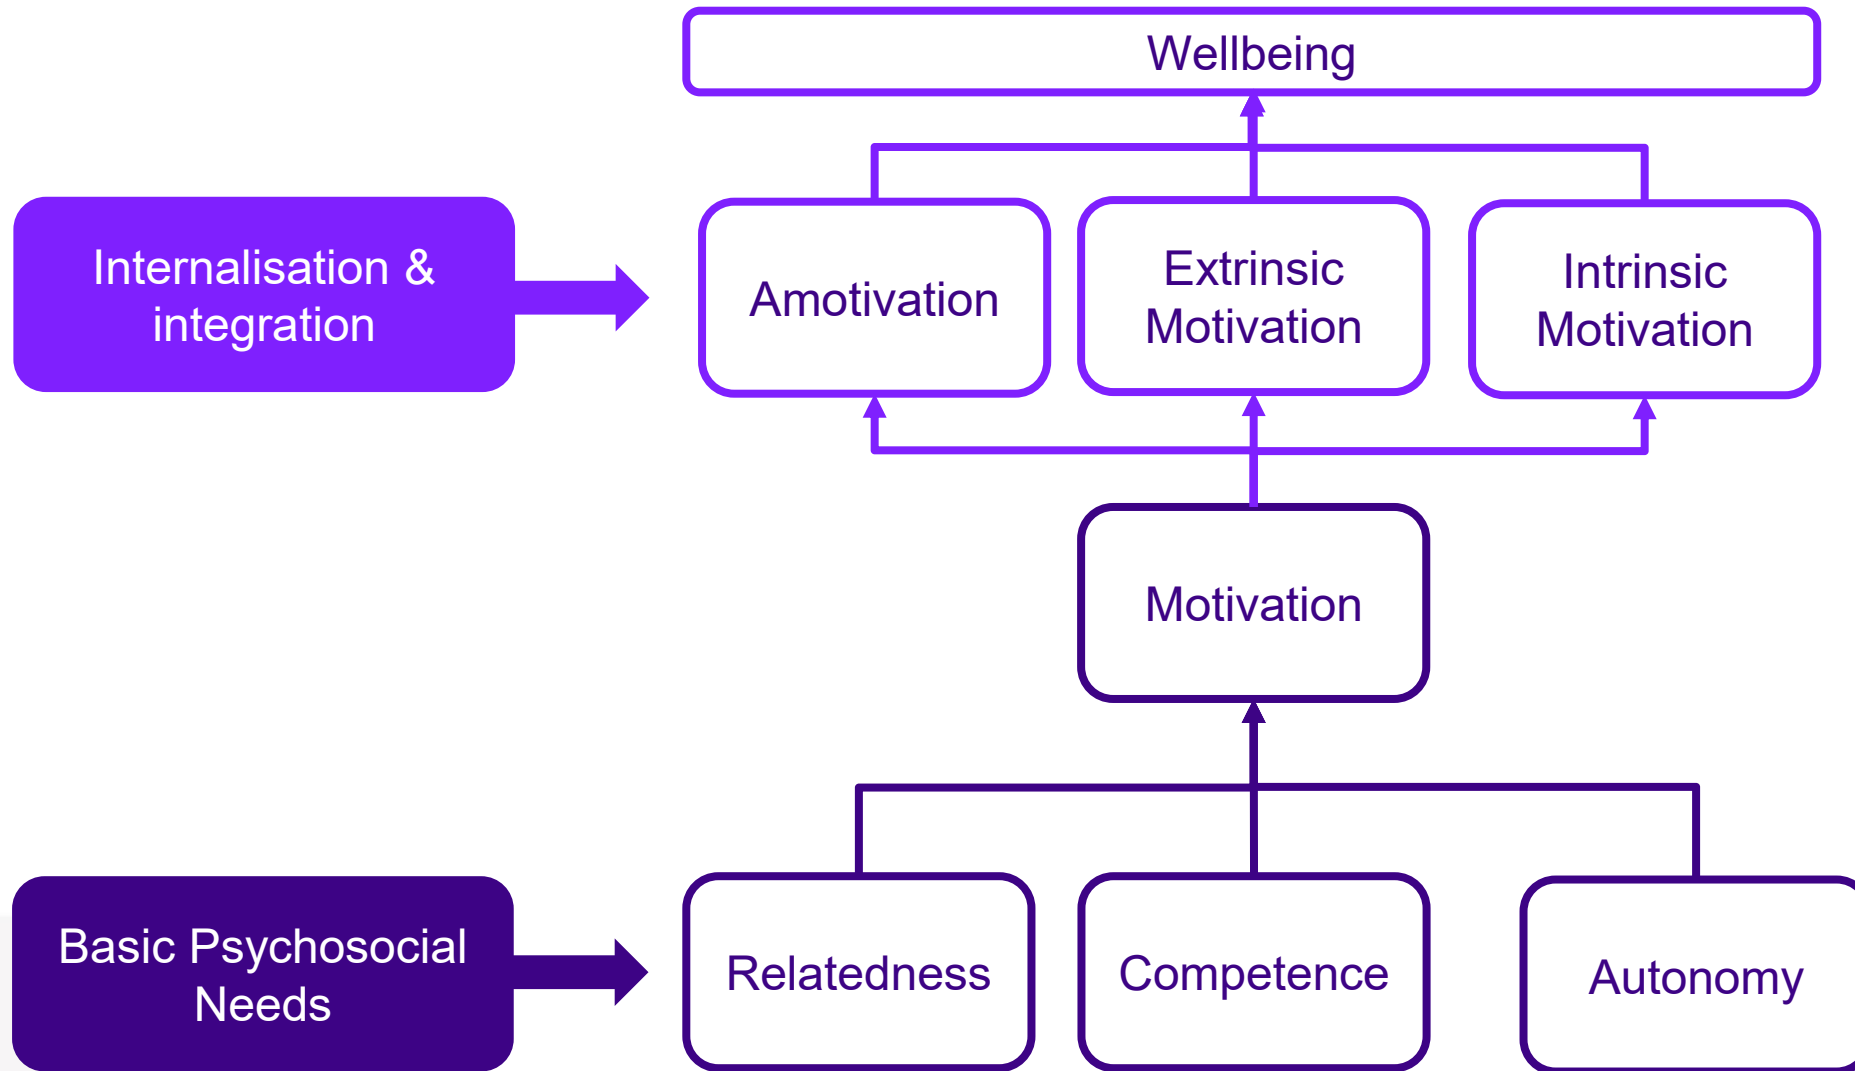 Wellbeing
Internalisation &
integration
Amotivation
Extrinsic
Motivation
Intrinsic
Motivation
Motivation
Basic Psychosocial
Needs
Relatedness
Competence
Autonomy